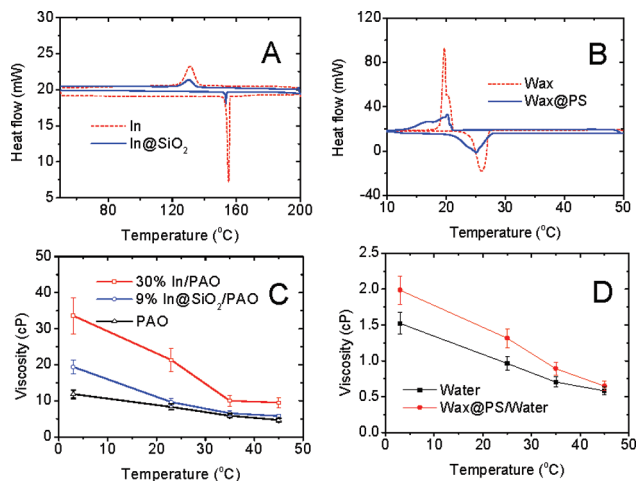 A
Heat flow (mW)
30
25
20
15
10
5
In
In@SiO2
50
100
150
200
Temperature (°C)
B
Heat flow (mW)
120
80
40
0
-40
Wax
Wax@PS
10
20
30
40
50
Temperature (°C)
C
Viscosity (cP)
50
40
30
20
10
0
30% In/PAO
9% In@SiO2/PAO
PAO
0
10
20
30
40
50
Temperature (°C)
D
Viscosity (cP)
2.5
2.0
1.5
1.0
0.5
0.0
Water
Wax@PS/Water
0
10
20
30
40
50
Temperature (°C)